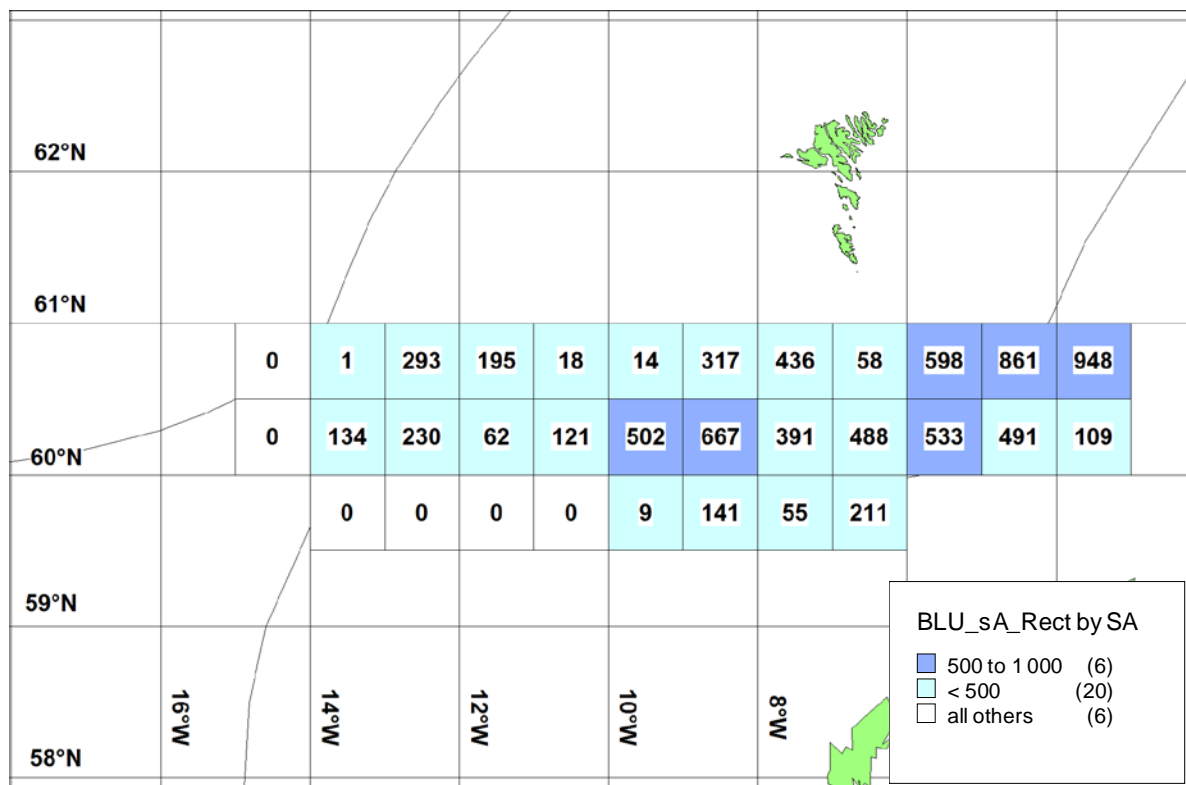 62°N
61°N
0 1 293 195 18 14 317 436 58 598 861 948
0 134 230 62 121 502 667 391 488 533 491 109
60°N
0 0 0 0 9 141 55 211
59°N
BLU_sA_Rect by SA
500 to 1 000 (6)
< 500 (20)
all others (6)
16°W 14°W 12°W 10°W 8°W
58°N